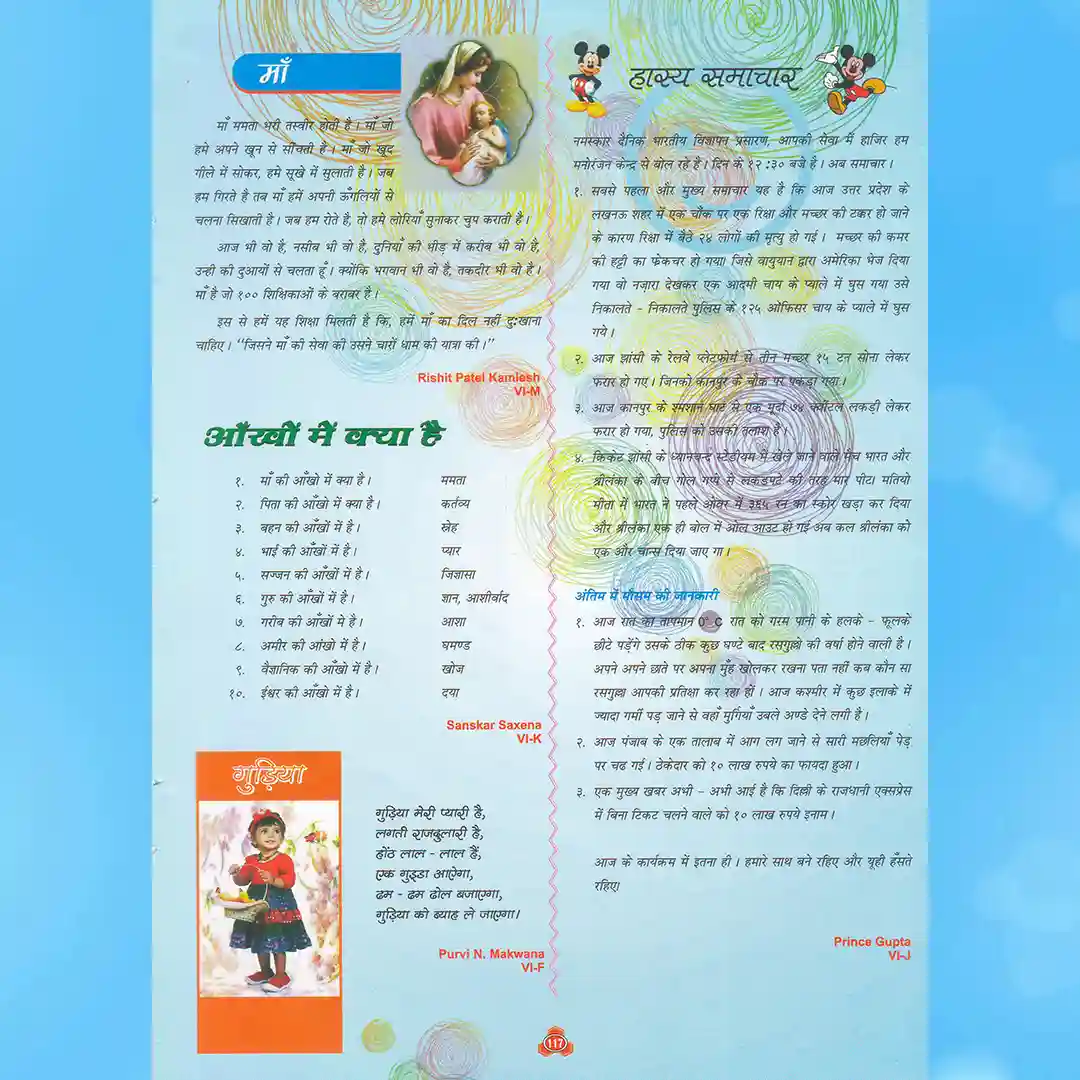 माँ
माँ ममता भरी तस्वीर होती है । माँ जो
हमे अपने खून से सींचती है । माँ जो खुद
गीले में सोकर, हमे सूखे में सुलाती है । जब
हम गिरते है तब माँ हमें अपनी ऊँगलियों से
चलना सिखाती है । जब हम रोते है, तो हमे लोरियाँ सुनाकर चुप कराती है ।
आज भी वो है, नसीब भी वो है, दुनियाँ की भीड़ में करीब भी वो है,
उन्ही की दुआयों से चलता हूँ । क्योंकि भगवान भी वो है, तकदीर भी वो है ।
माँ है जो १०० शिक्षिकाओं के बराबर है ।
इस से हमें यह शिक्षा मिलती है कि, हमें माँ का दिल नहीं दुःखाना
चाहिए । “जिसने माँ की सेवा की उसने चारों धाम की यात्रा की ।”
Rishit Patel Kamlesh
VI-M
आँखों में क्या है
१. माँ की आँखो में क्या है । ममता
२. पिता की आँखो में क्या है । कर्तव्य
३. बहन की आँखों में है । स्नेह
४. भाई की आँखों में है । प्यार
५. सज्जन की आँखों में है । जिज्ञासा
६. गुरु की आँखों में है । ज्ञान, आशीर्वाद
७. गरीब की आँखों मे है । आशा
८. अमीर की आंखो में है । घमण्ड
९. वैज्ञानिक की आँखो में है । खोज
१०. ईश्वर की आँखो में है । दया
Sanskar Saxena
VI-K
गुड़िया
गुड़िया मेरी प्यारी है,
लगती राजदुलारी है,
होंठ लाल - लाल हैं,
एक गुड्डा आऐगा,
ढम - ढम ढोल बजाएगा,
गुड़िया को ब्याह ले जाएगा।
Purvi N. Makwana
VI-F
हास्य समाचार
नमस्कार दैनिक भारतीय विज्ञापन प्रसारण, आपकी सेवा में हाजिर हम
मनोरंजन केन्द्र से बोल रहे है । दिन के १२ :३० बजे है । अब समाचार ।
१. सबसे पहला और मुख्य समाचार यह है कि आज उत्तर प्रदेश के
लखनऊ शहर में एक चौंक पर एक रिक्षा और मच्छर की टक्कर हो जाने
के कारण रिक्षा में बैठे २४ लोगों की मृत्यु हो गई । मच्छर की कमर
की हट्टी का फ्रेकचर हो गया। जिसे वायुयान द्वारा अमेरिका भेज दिया
गया वो नज़ारा देखकर एक आदमी चाय के प्याले में घुस गया उसे
निकालते - निकालते पुलिस के १२५ ओफिसर चाय के प्याले में घुस
गये ।
२. आज झांसी के रेलवे प्लेटफोर्म से तीन मच्छर १५ टन सोना लेकर
फरार हो गए । जिनको कानपुर के चौक पर पकड़ा गया ।
३. आज कानपुर के श्मशान घाट से एक मूर्दा ७४ क्वींटल लकड़ी लेकर
फरार हो गया, पुलिस को उसकी तलाश है ।
४. क्रिकेट झांसी के ध्यानचन्द स्टेडीयम में खेले जाने वाले मैच भारत और
श्रीलंका के बीच गोल गप्पे से लकड़पटे की तरह मार पीट। मतियो
मीता में भारत ने पहले ओवर में ३६५ रन का स्कोर खड़ा कर दिया
और श्रीलंका एक ही बोल में ओल आउट हो गई अब कल श्रीलंका को
एक और चान्स दिया जाए गा ।
अंतिम में मौसम की जानकारी
१. आज रात का तापमान 0° C रात को गरम पानी के हलके - फूलके
छीटे पड़ेंगे उसके ठीक कुछ घण्टे बाद रसगुल्लो की वर्षा होने वाली है ।
अपने अपने छाते पर अपना मुँह खोलकर रखना पता नहीं कब कौन सा
रसगुल्ला आपकी प्रतिक्षा कर रहा हों । आज कश्मीर में कुछ इलाके में
ज्यादा गर्मी पड़ जाने से वहाँ मुर्गियाँ उबले अण्डे देने लगी है ।
२. आज पंजाब के एक तालाब में आग लग जाने से सारी मछलियाँ पेड़
पर चढ गई । ठेकेदार को १० लाख रुपये का फायदा हुआ ।
३. एक मुख्य खबर अभी - अभी आई है कि दिल्ली के राजधानी एक्सप्रेस
में बिना टिकट चलने वाले को १० लाख रुपये इनाम ।
आज के कार्यक्रम में इतना ही । हमारे साथ बने रहिए और यूही हँसते
रहिए।
Prince Gupta
VI-J
117